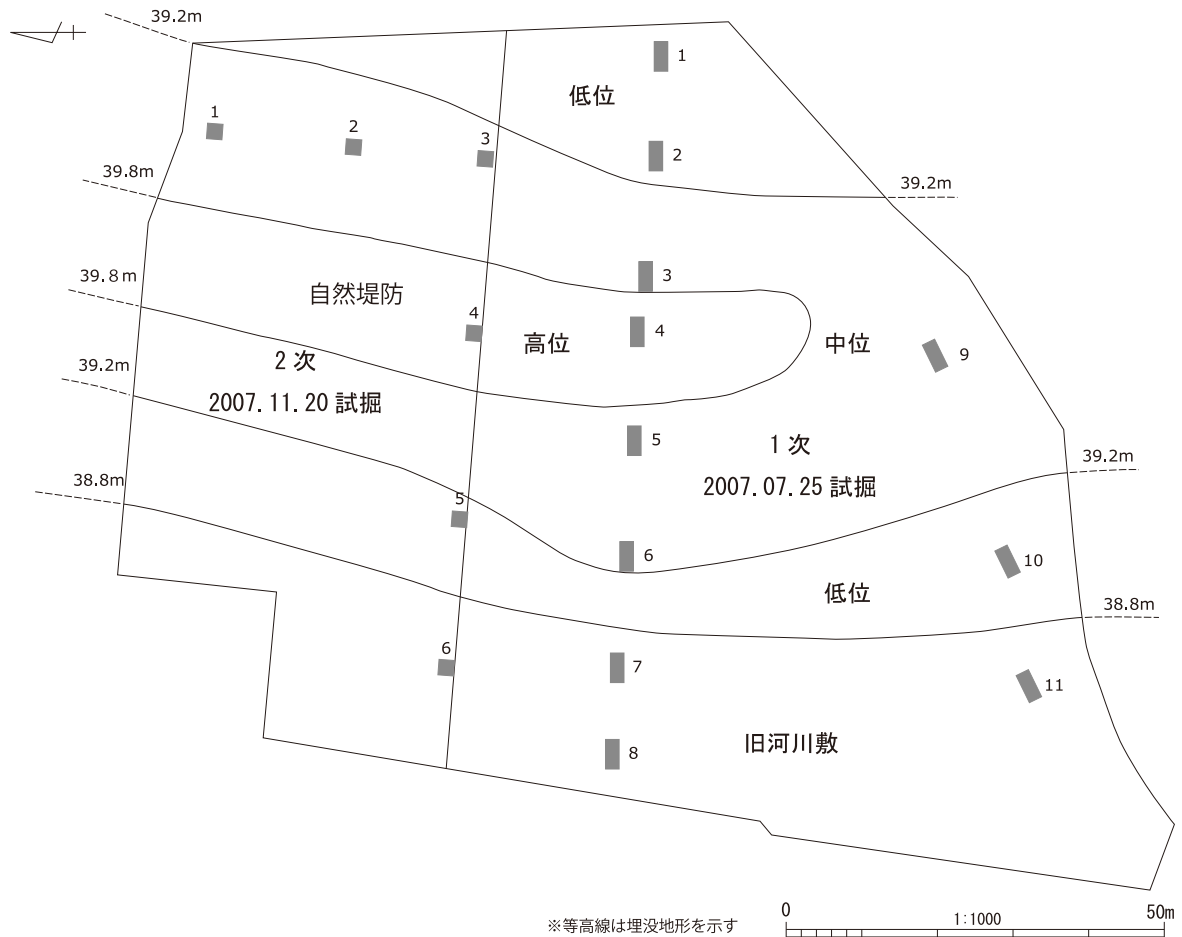 39.2m
1
低位
1
2
3
2
39.8m
39.2m
3
39.8m
自然堤防
4
高位
4
中位
9
2次
39.2m
2007.11.20 試掘
5
1次
39.2m
2007.07.25 試掘
38.8m
5
6
10
低位
38.8m
6
7
11
旧河川敷
8
※等高線は埋没地形を示す
0
1:1000
50m